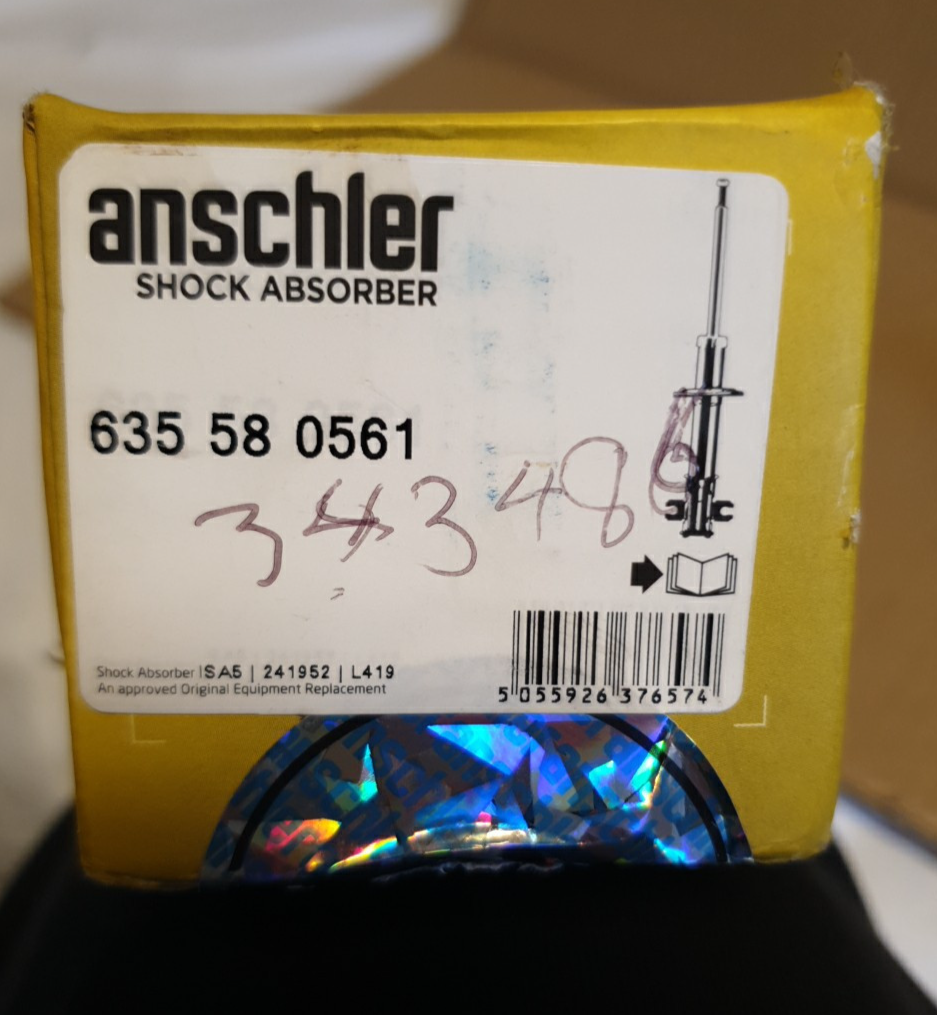 anschler
SHOCK ABSORBER
635 58 0561
343486
Shock Absorber | SA5 | 241952 | L419
An approved Original Equipment Replacement
5 055926 376574